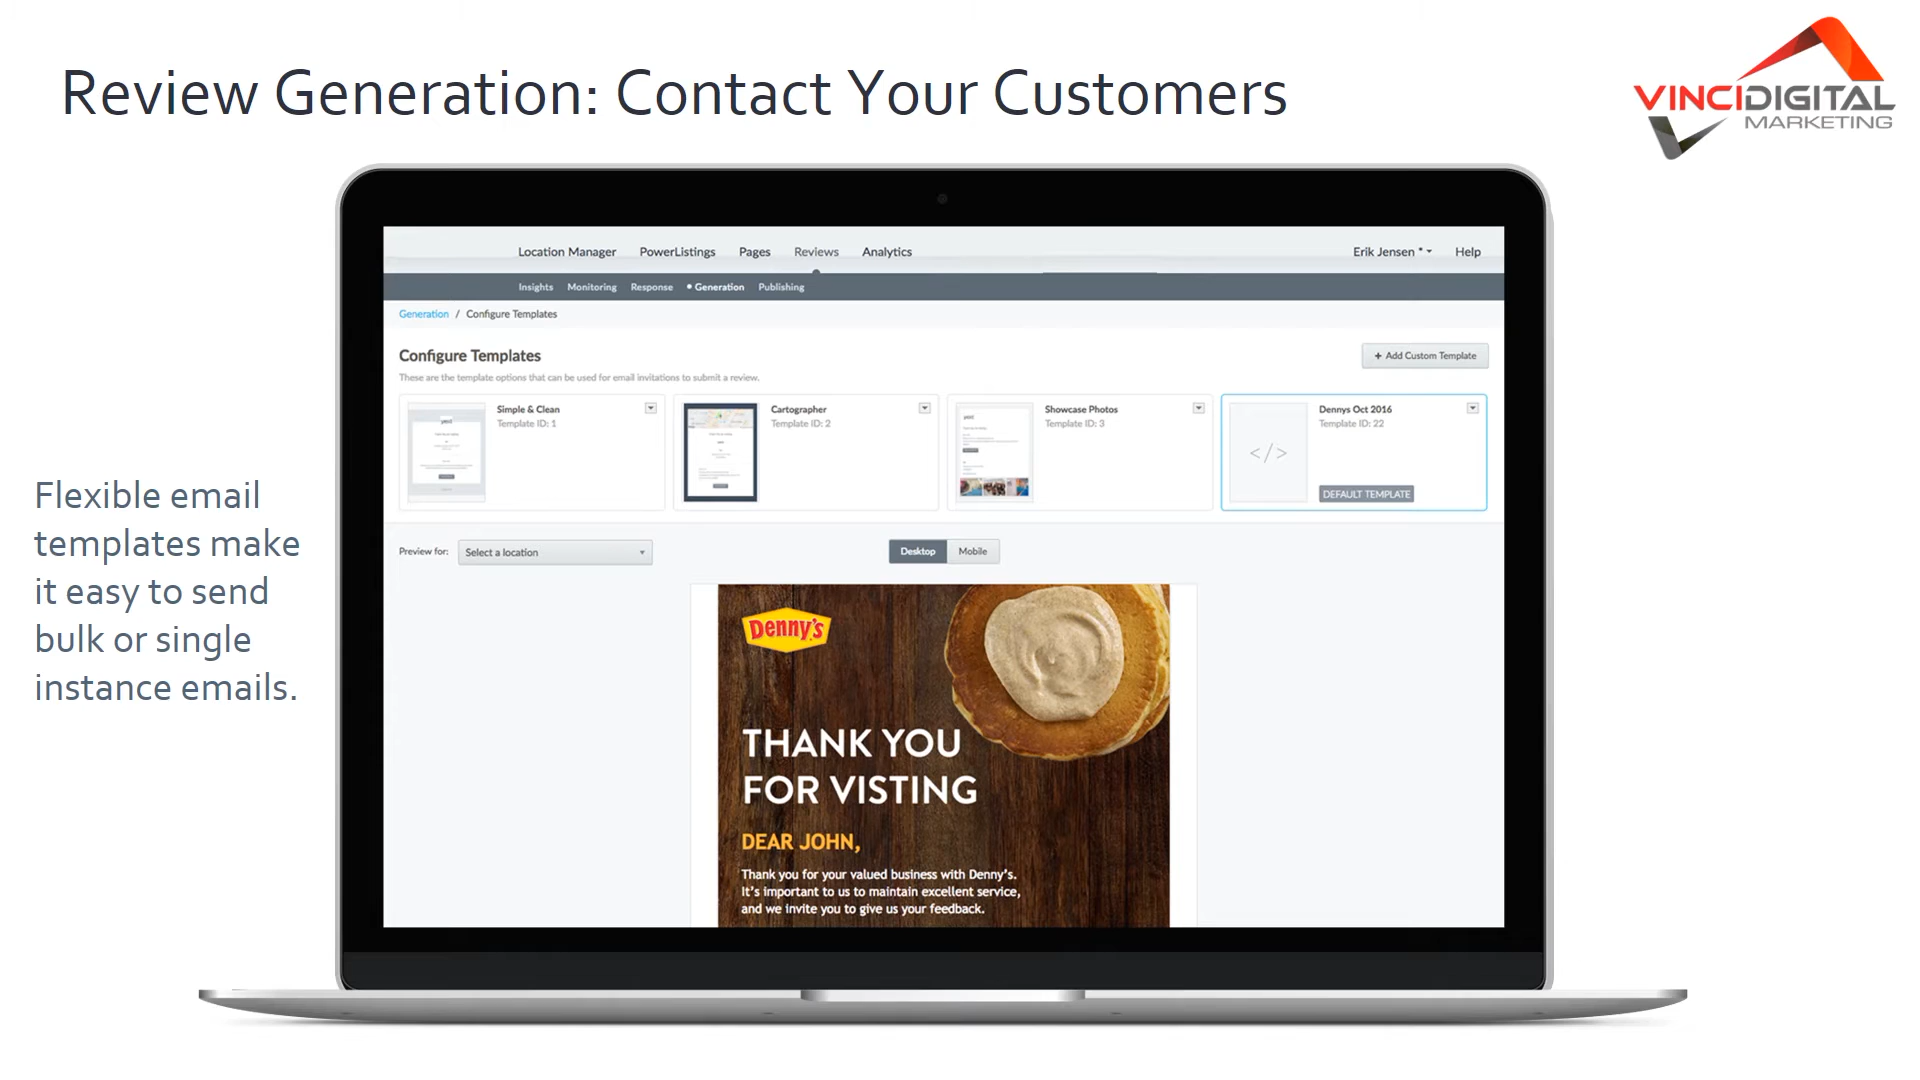 Review Generation: Contact Your Customers
VINCIDIGITAL
MARKETING
Location Manager PowerListings Pages Reviews Analytics Erik Jensen * Help
Insights Monitoring Response • Generation Publishing
Generation / Configure Templates
Configure Templates
+ Add Custom Template
These are the template options that can be used for email invitations to submit a review.
Simple & Clean
Template ID: 1
Cartographer
Template ID: 2
Showcase Photos
Template ID: 3
Dennys Oct 2016
Template ID: 22
</>
DEFAULT TEMPLATE
Flexible email
templates make
it easy to send
bulk or single
instance emails.
Preview for: Select a location Desktop Mobile
Denny's
THANK YOU
FOR VISTING
DEAR JOHN,
Thank you for your valued business with Denny's.
It's important to us to maintain excellent service,
and we invite you to give us your feedback.